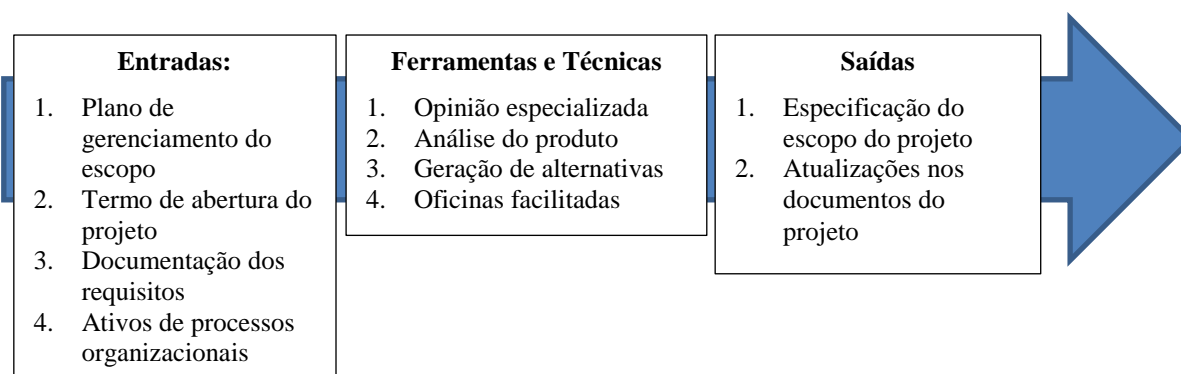 Entradas:
1. Plano de
gerenciamento do
escopo
2. Termo de abertura do
projeto
3. Documentação dos
requisitos
4. Ativos de processos
organizacionais
Ferramentas e Técnicas
1. Opinião especializada
2. Análise do produto
3. Geração de alternativas
4. Oficinas facilitadas
Saídas
1. Especificação do
escopo do projeto
2. Atualizações nos
documentos do
projeto